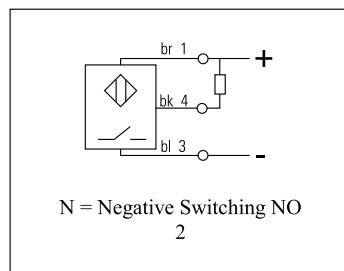 br 1
+
bk 4
bl 3
-
N = Negative Switching NO
2